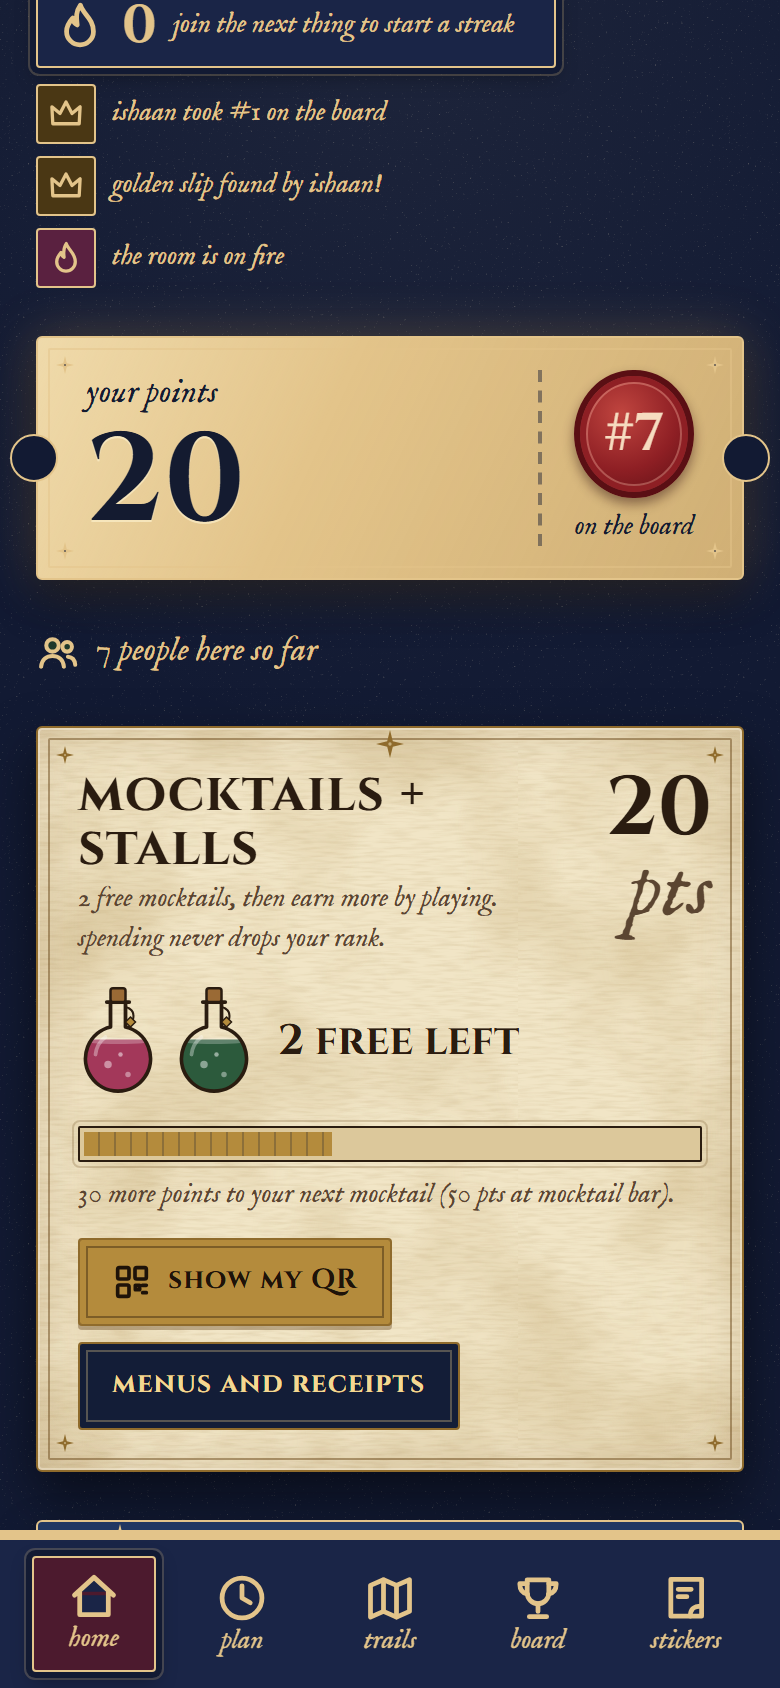 0 join the next thing to start a streak
ishaan took #1 on the board
golden slip found by ishaan!
the room is on fire
your points
20
#7
on the board
7 people here so far
MOCKTAILS +
STALLS
20
pts
2 free mocktails, then earn more by playing.
spending never drops your rank.
2 FREE LEFT
30 more points to your next mocktail (50 pts at mocktail bar).
SHOW MY QR
MENUS AND RECEIPTS
home
plan
trails
board
stickers